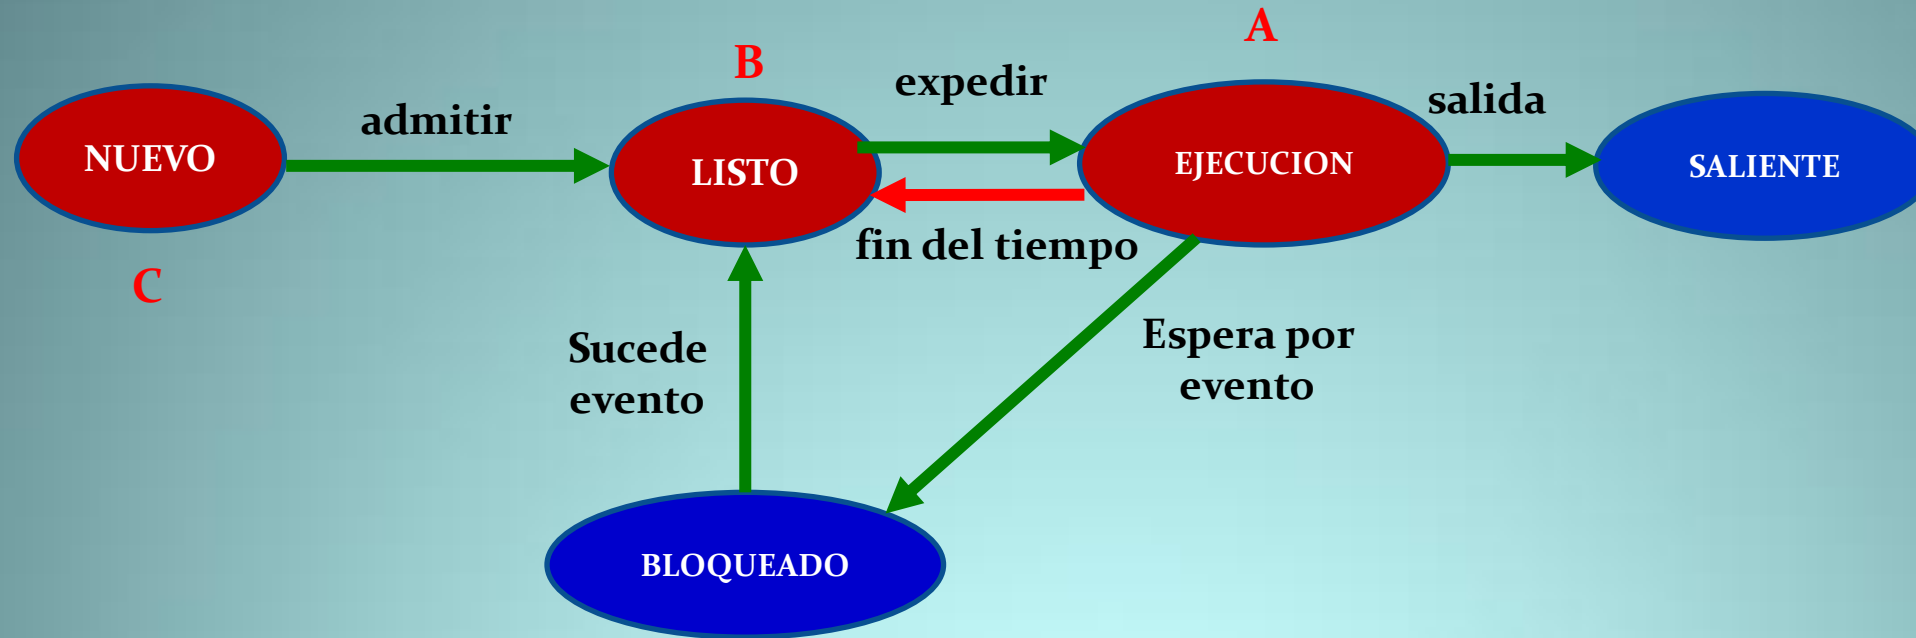 A
B
expedir
salida
admitir
NUEVO
LISTO
EJECUCION
SALIENTE
fin del tiempo
C
Sucede
evento
Espera por
evento
BLOQUEADO